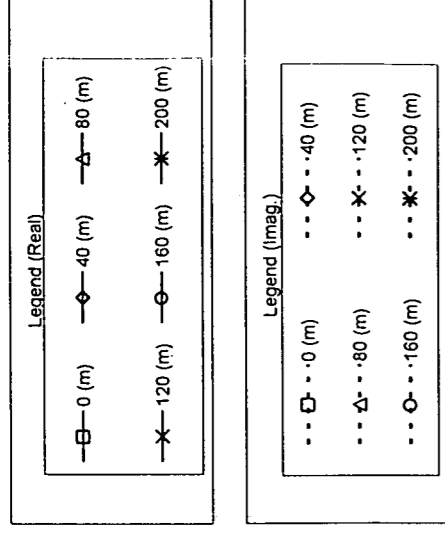 Legend (Real)
0 (m) 40 (m) 80 (m)
120 (m) 160 (m) 200 (m)
Legend (Imag.)
0 (m) 40 (m)
80 (m) 120 (m)
160 (m) 200 (m)